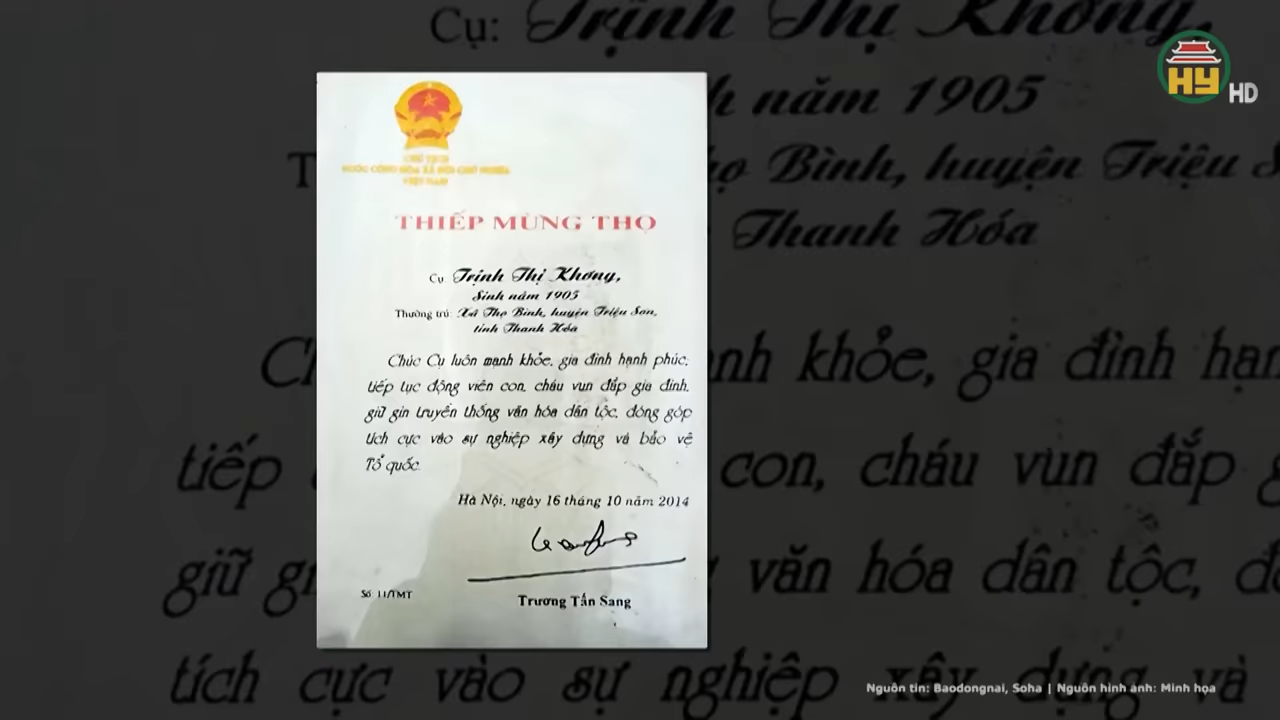 CHỦ TỊCH
NƯỚC CỘNG HÒA XÃ HỘI CHỦ NGHĨA
VIỆT NAM
THIẾP MỪNG THỌ
Cụ Trịnh Thị Khơng,
Sinh năm 1905
Thường trú: Xã Thọ Bình, huyện Triệu Sơn,
tỉnh Thanh Hóa
Chúc Cụ luôn mạnh khỏe, gia đình hạnh phúc;
tiếp tục động viên con, cháu vun đắp gia đình,
giữ gìn truyền thống văn hóa dân tộc, đóng góp
tích cực vào sự nghiệp xây dựng và bảo vệ
Tổ quốc.
Hà Nội, ngày 16 tháng 10 năm 2014
Số: 11/TMT
Trương Tấn Sang
Cụ: Trịnh Thị Khơng,
h năm 1905
T
họ Bình, huyện Triệu S
Thanh Hóa
Ch
ạnh khỏe, gia đình hạn
tiếp
con, cháu vun đắp g
giữ gì
văn hóa dân tộc, đó
tích cực vào sự nghiệp xây dựng và
HY HD
Nguồn tin: Baodongnai, Soha | Nguồn hình ảnh: Minh họa